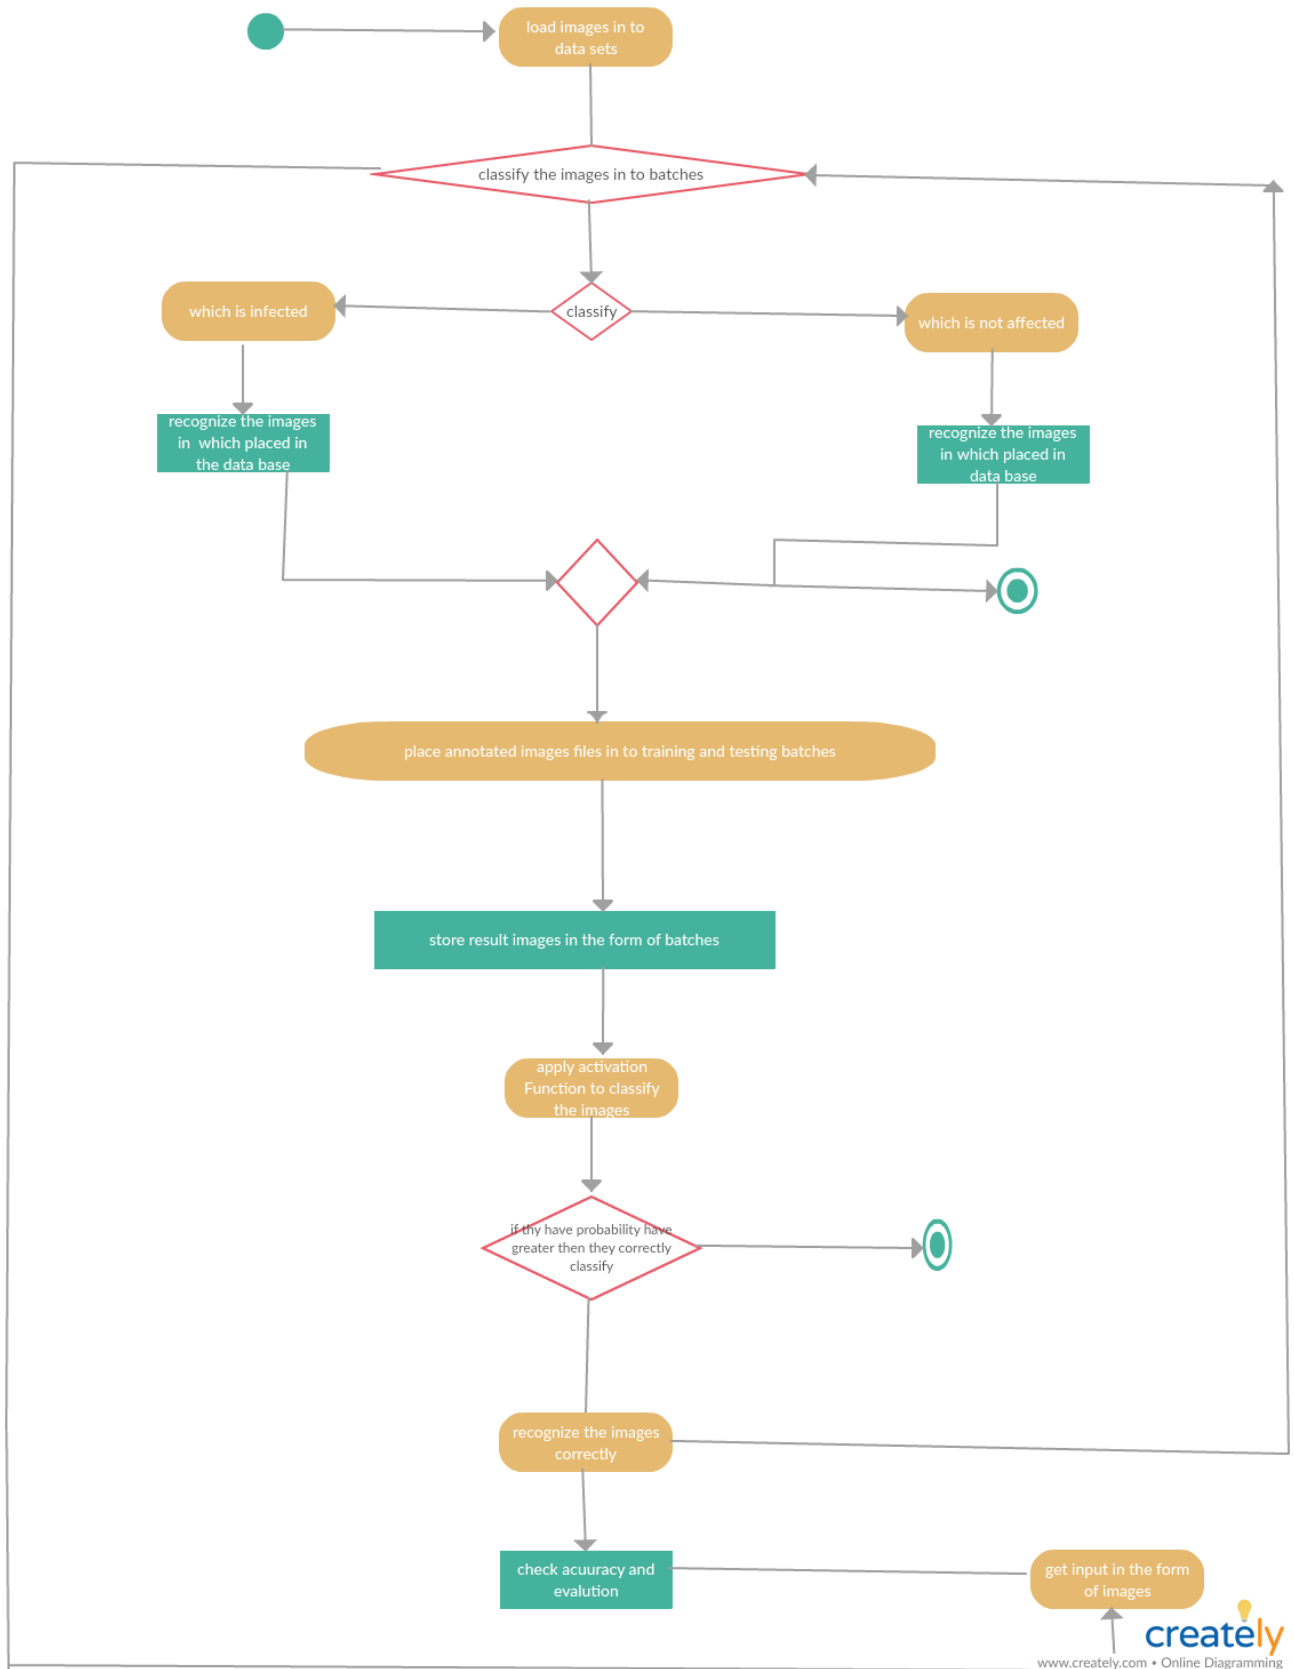 load images in to
data sets
classify the images in to batches
classify
which is infected
which is not affected
recognize the images
in which placed in
the data base
recognize the images
in which placed in
data base
place annotated images files in to training and testing batches
store result images in the form of batches
apply activation
Function to classify
the images
if thy have probability have
greater then they correctly
classify
recognize the images
correctly
check acuuracy and
evalution
get input in the form
of images
creately
www.creately.com • Online Diagramming